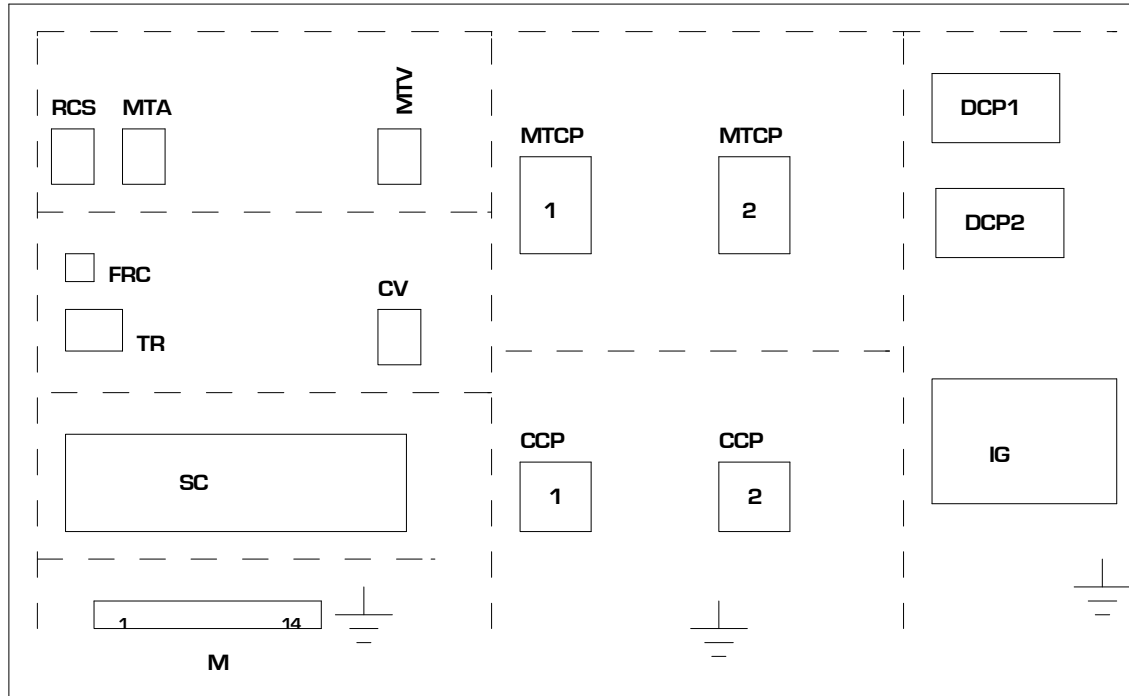 RCS MTA MTV
MTCP MTCP
1 2
DCP1
DCP2
FRC
TR
CV
SC
CCP CCP
1 2
IG
1 14
M